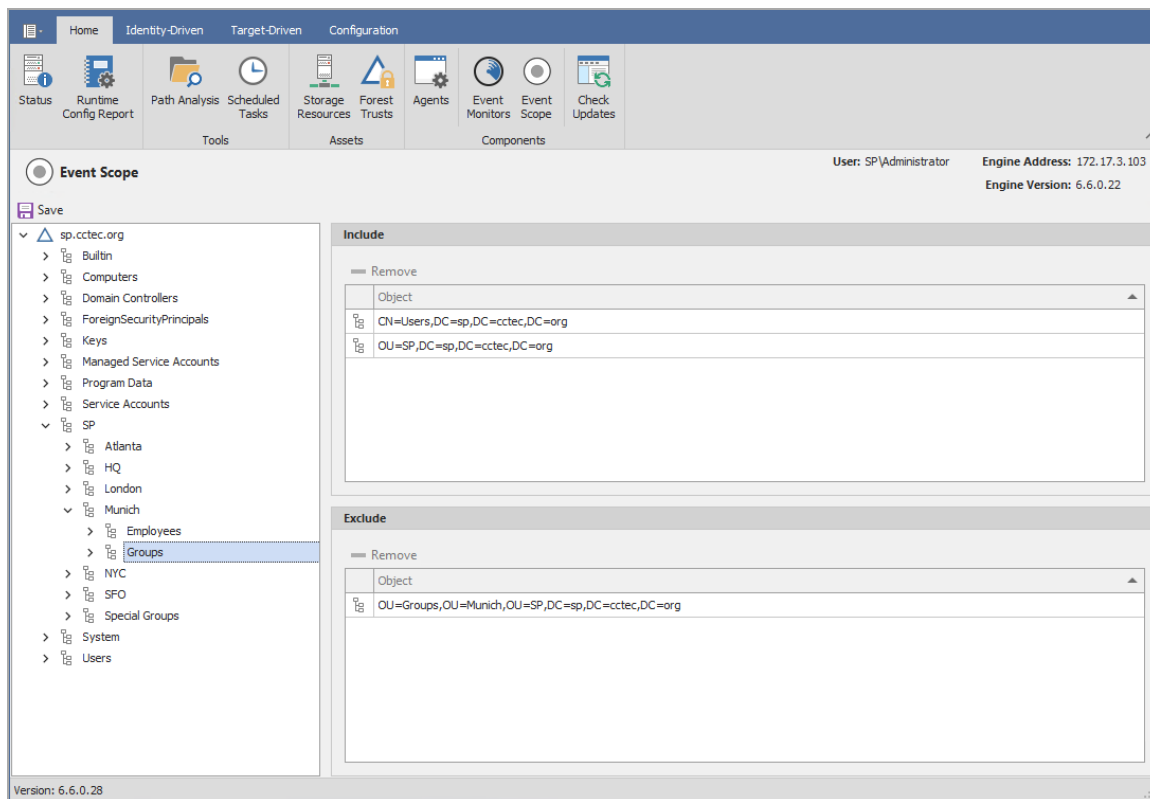 Home Identity-Driven Target-Driven Configuration
Status Runtime Config Report Path Analysis Scheduled Tasks Storage Resources Forest Trusts Agents Event Monitors Event Scope Check Updates
Tools Assets Components
Event Scope
User: SP\Administrator Engine Address: 172.17.3.103
Engine Version: 6.6.0.22
Save
sp.cctec.org
Builtin
Computers
Domain Controllers
ForeignSecurityPrincipals
Keys
Managed Service Accounts
Program Data
Service Accounts
SP
Atlanta
HQ
London
Munich
Employees
Groups
NYC
SFO
Special Groups
System
Users
Include
Remove
Object
CN=Users,DC=sp,DC=cctec,DC=org
OU=SP,DC=sp,DC=cctec,DC=org
Exclude
Remove
Object
OU=Groups,OU=Munich,OU=SP,DC=sp,DC=cctec,DC=org
Version: 6.6.0.28